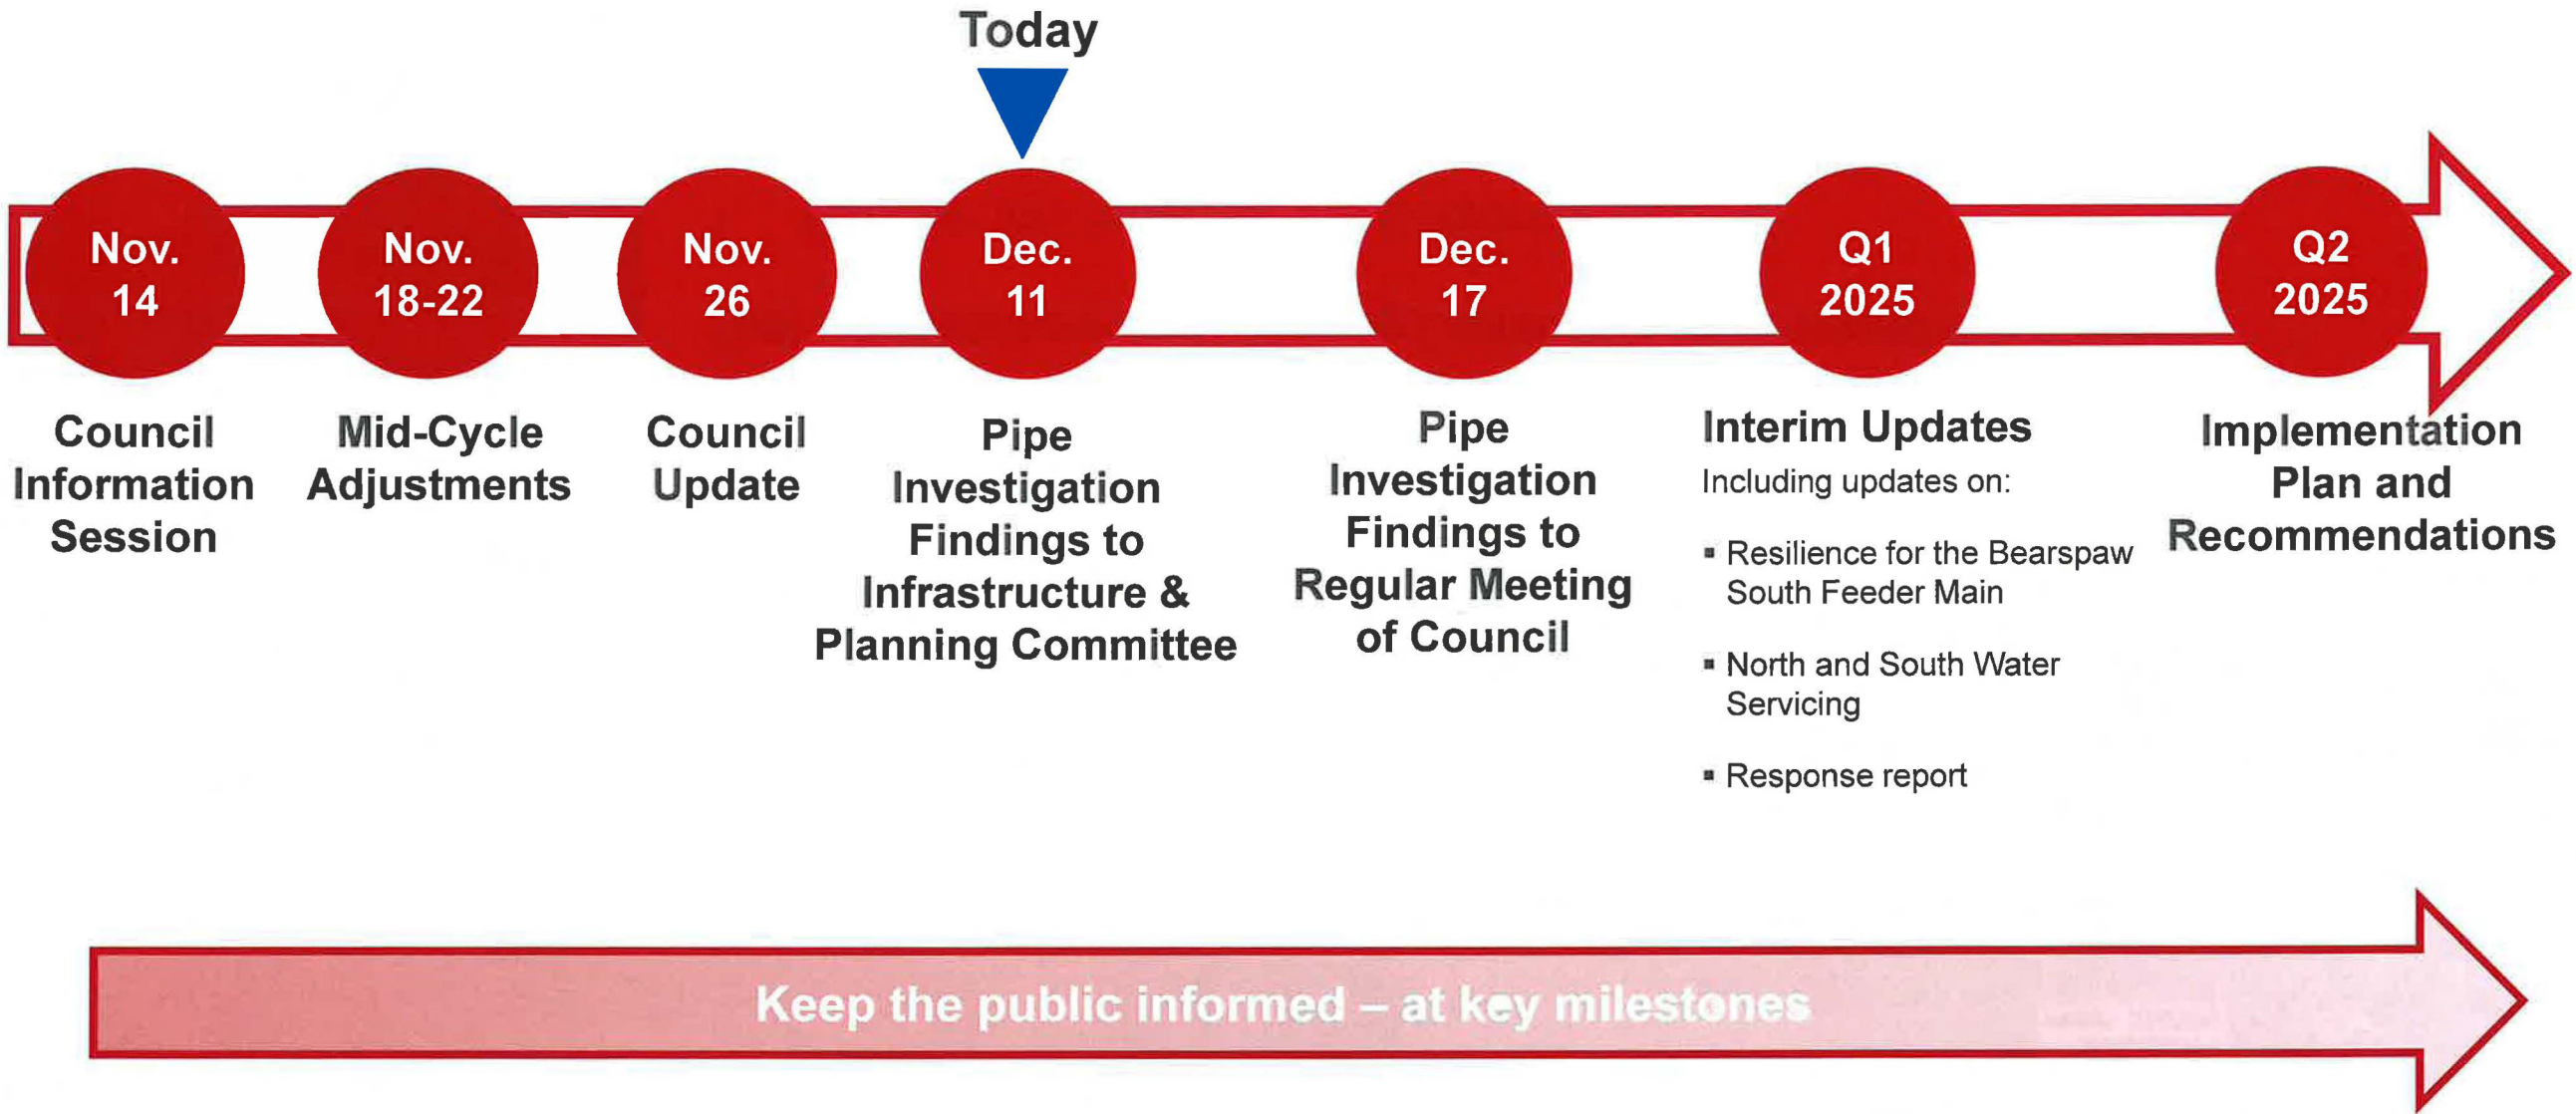 Today
Nov.
14
Nov.
18-22
Nov.
26
Dec.
11
Dec.
17
Q1
2025
Q2
2025
Council
Information
Session
Mid-Cycle
Adjustments
Council
Update
Pipe
Investigation
Findings to
Infrastructure &
Planning Committee
Pipe
Investigation
Findings to
Regular Meeting
of Council
Interim Updates
Including updates on:
▪ Resilience for the Bearspaw
South Feeder Main
▪ North and South Water
Servicing
▪ Response report
Implementation
Plan and
Recommendations
Keep the public informed – at key milestones